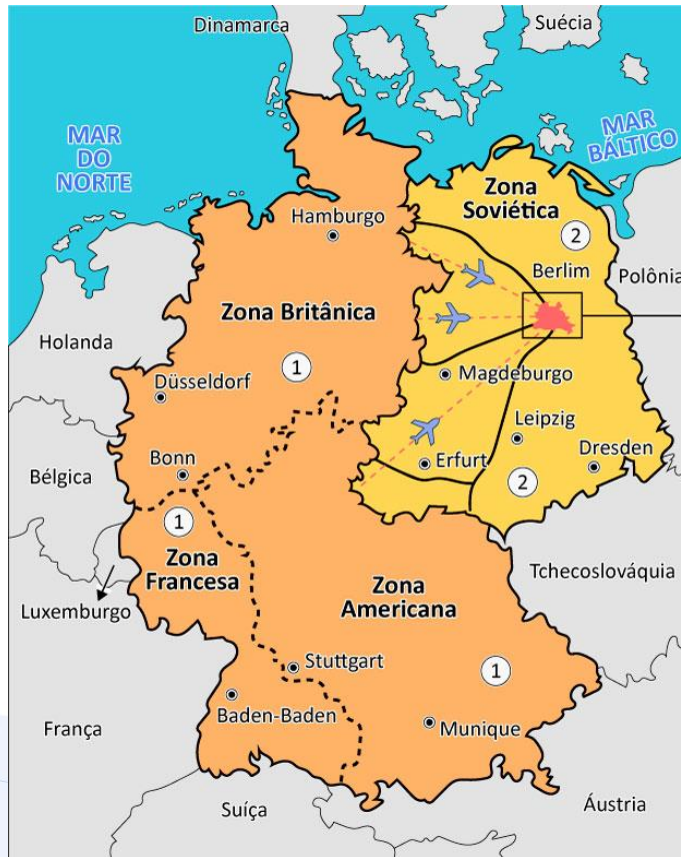 Dinamarca
Suécia
MAR
DO
NORTE
MAR
BÁLTICO
Zona
Soviética
2
Hamburgo
Berlim
Polônia
Zona Britânica
Holanda
1
Magdeburgo
Düsseldorf
Leipzig
Bonn
Erfurt
Dresden
Bélgica
2
1
Zona
Francesa
Zona
Americana
Tchecoslováquia
Luxemburgo
Stuttgart
1
Baden-Baden
Munique
França
Suíça
Áustria